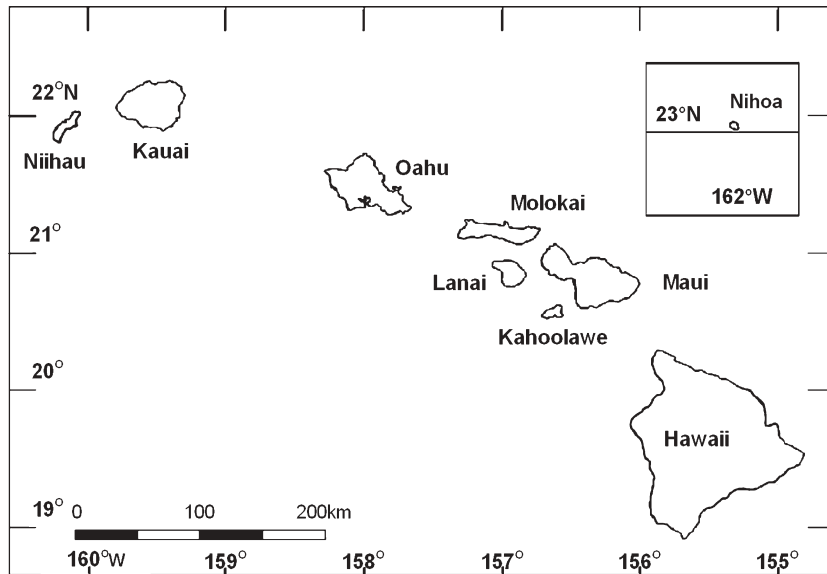 22°N
Niihau
Kauai
Oahu
23°N
Nihoa
162°W
Molokai
21°
Lanai
Maui
Kahoolawe
20°
Hawaii
19°
0 100 200km
160°W 159° 158° 157° 156° 155°